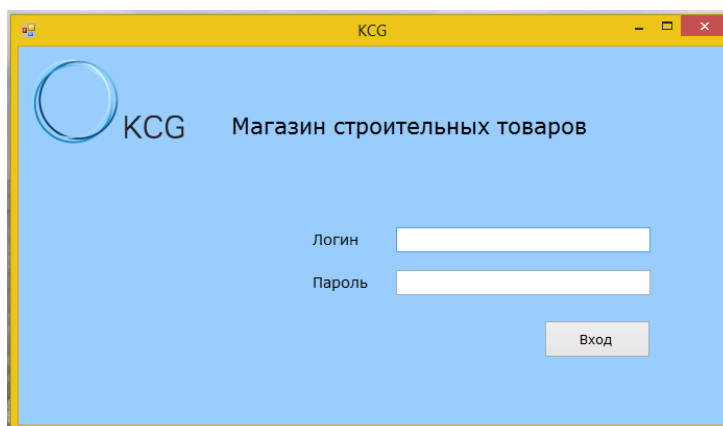 KCG
KCG
Магазин строительных товаров
Логин
Пароль
Вход